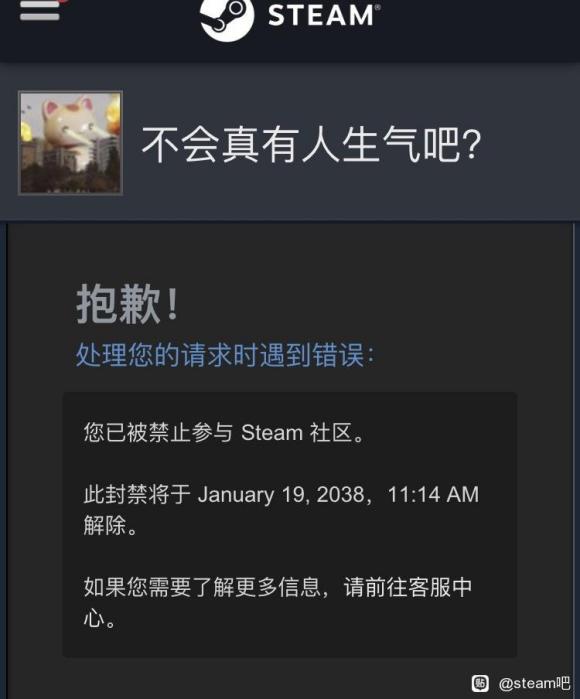 STEAM®
不会真有人生气吧？
抱歉！
处理您的请求时遇到错误：
您已被禁止参与 Steam 社区。
此封禁将于 January 19, 2038，11:14 AM
解除。
如果您需要了解更多信息，请前往客服中
心。
贴 @steam吧